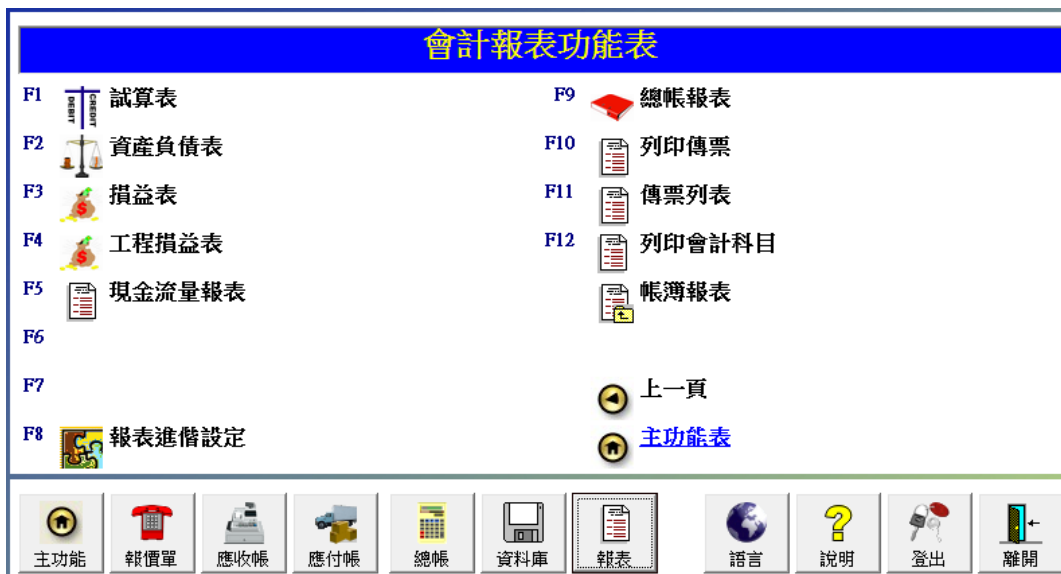 會計報表功能表
F1 DEBIT CREDIT 試算表
F2 資產負債表
F3 $ 損益表
F4 $ 工程損益表
F5 現金流量報表
F6
F7
F8 報表進偕設定
F9 總帳報表
F10 列印傳票
F11 傳票列表
F12 列印會計科目
帳簿報表
上一頁
主功能表
主功能 報價單 應收帳 應付帳 總帳 資料庫 報表 語言 說明 登出 離開